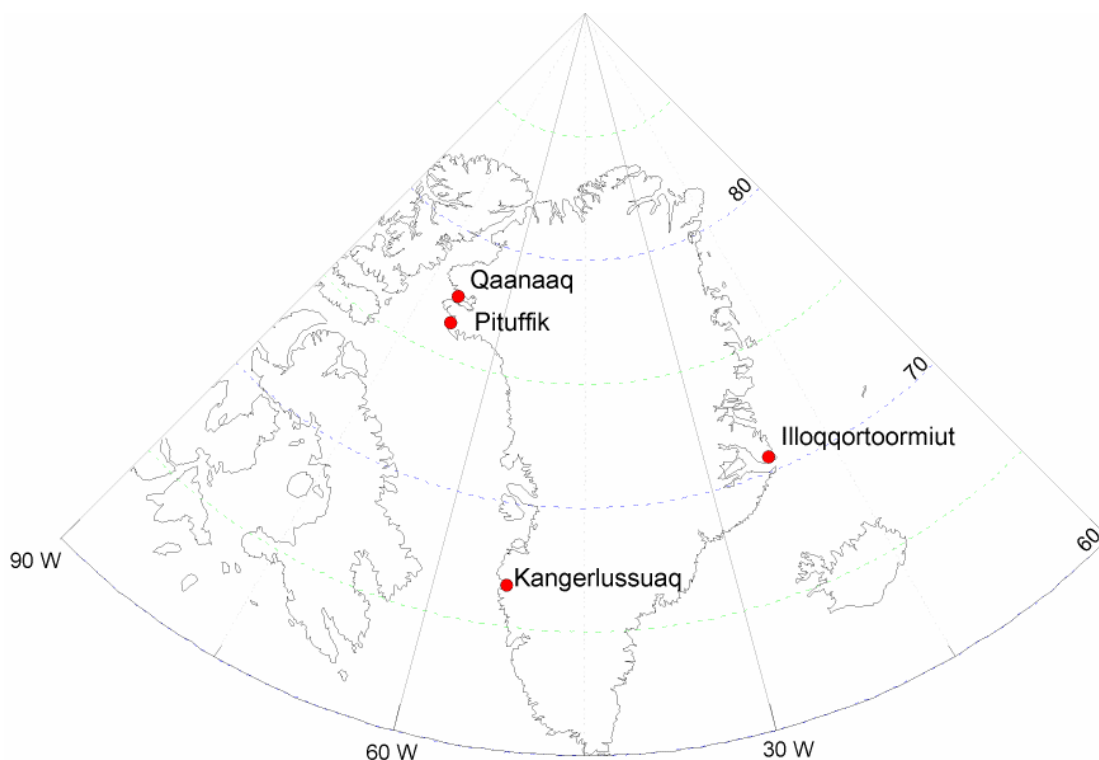 80
Qaanaaq
Pituffik
70
Illoqqortoormiut
60
90 W
Kangerlussuaq
60 W
30 W